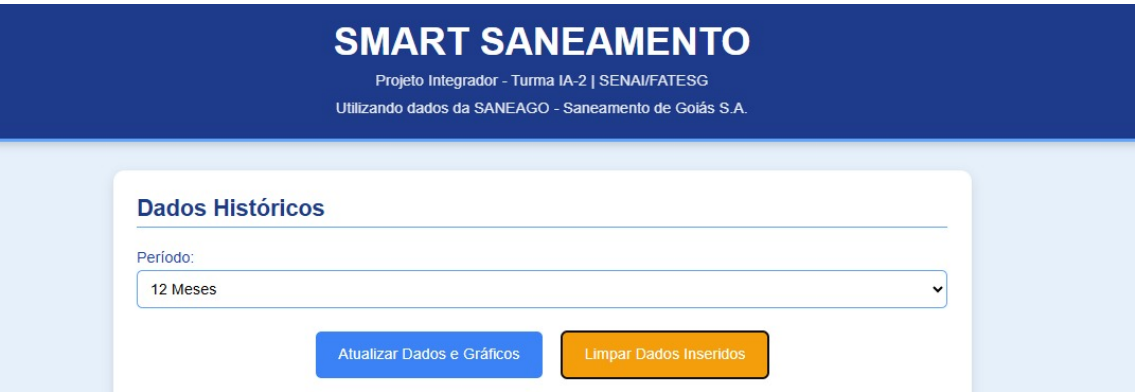 SMART SANEAMENTO
Projeto Integrador - Turma IA-2 | SENAI/FATESG
Utilizando dados da SANEAGO - Saneamento de Goiás S.A.
Dados Históricos
Período:
12 Meses
Atualizar Dados e Gráficos
Limpar Dados Inseridos